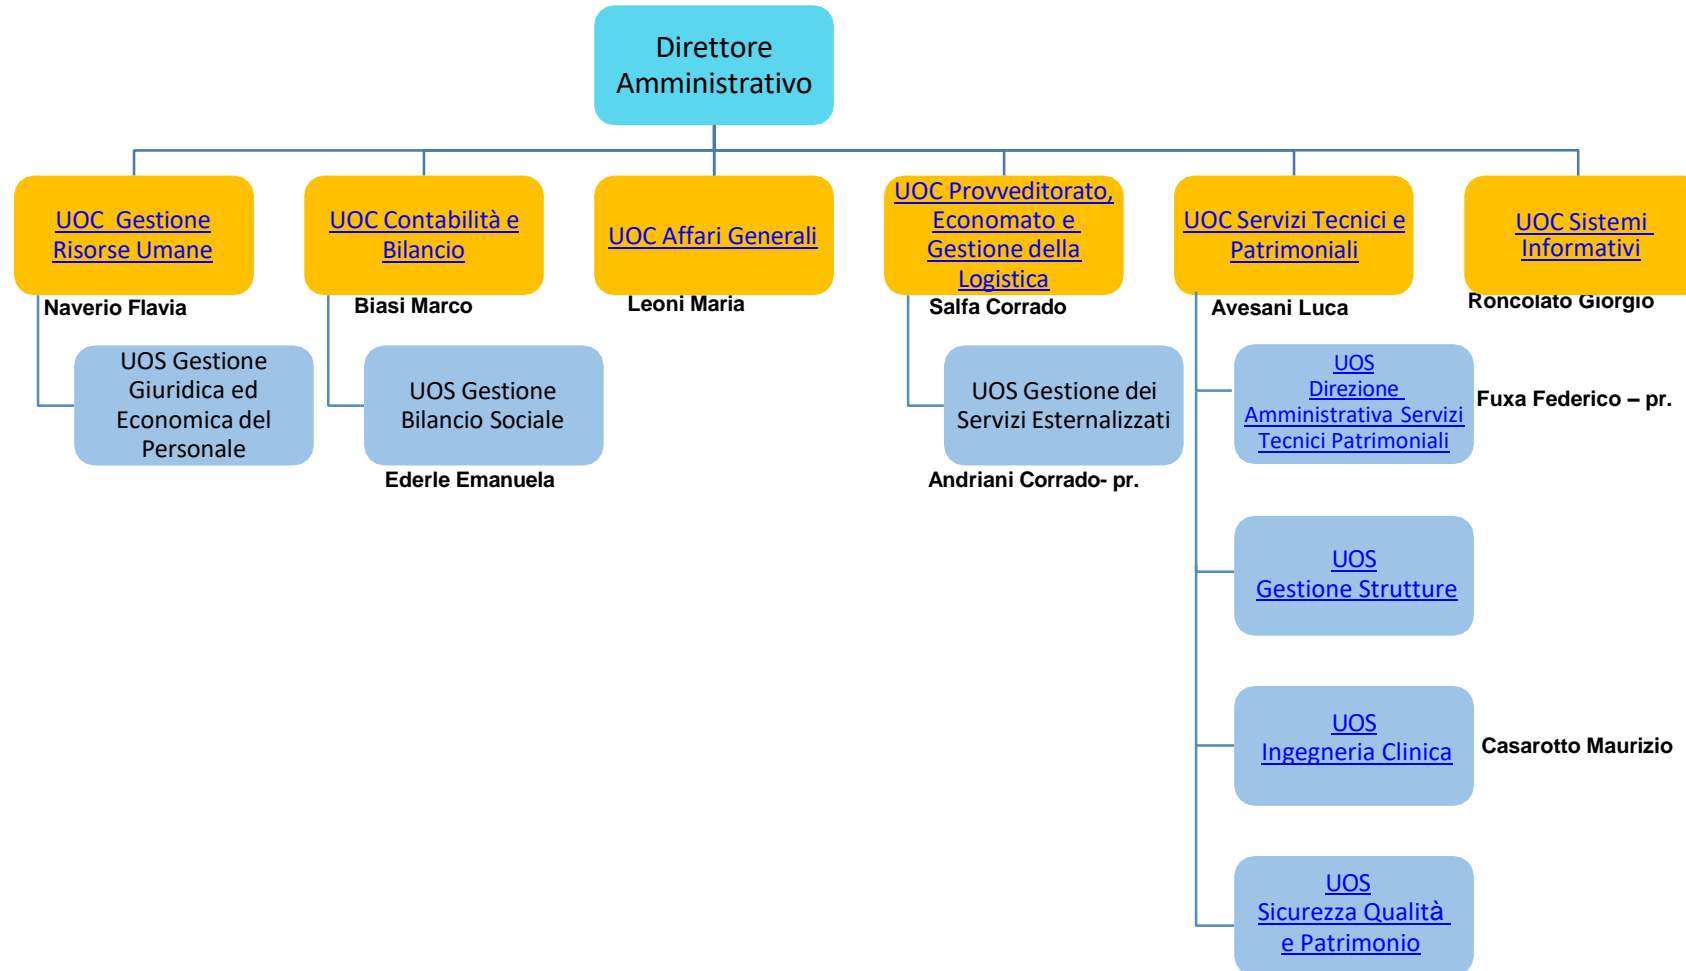 Direttore
Amministrativo
UOC Gestione
Risorse Umane
Naverio Flavia
UOC Contabilità e
Bilancio
Biasi Marco
UOC Affari Generali
Leoni Maria
UOC Provveditorato,
Economato e
Gestione della
Logistica
Salfa Corrado
UOC Servizi Tecnici e
Patrimoniali
Avesani Luca
UOC Sistemi
Informativi
Roncolato Giorgio
UOS Gestione
Giuridica ed
Economica del
Personale
UOS Gestione
Bilancio Sociale
Ederle Emanuela
UOS Gestione dei
Servizi Esternalizzati
Andriani Corrado- pr.
UOS
Direzione
Amministrativa Servizi
Tecnici Patrimoniali
Fuxa Federico – pr.
UOS
Gestione Strutture
UOS
Ingegneria Clinica
Casarotto Maurizio
UOS
Sicurezza Qualità
e Patrimonio